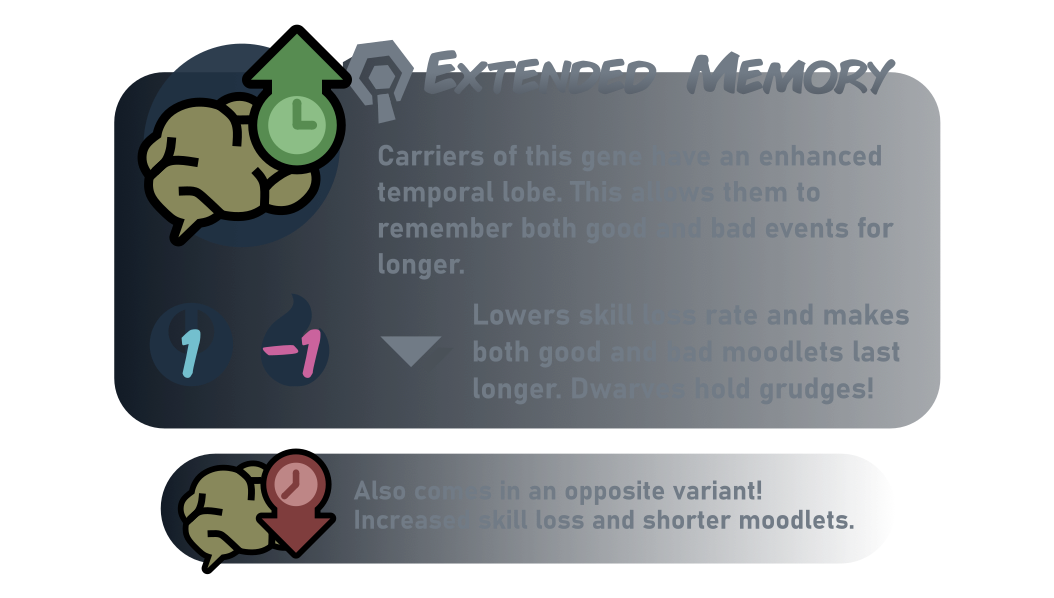 EXTENDED MEMORY
Carriers of this gene have an enhanced
temporal lobe. This allows them to
remember both good and bad events for
longer.
1 -1
Lowers skill loss rate and makes
both good and bad moodlets last
longer. Dwarves hold grudges!
Also comes in an opposite variant!
Increased skill loss and shorter moodlets.